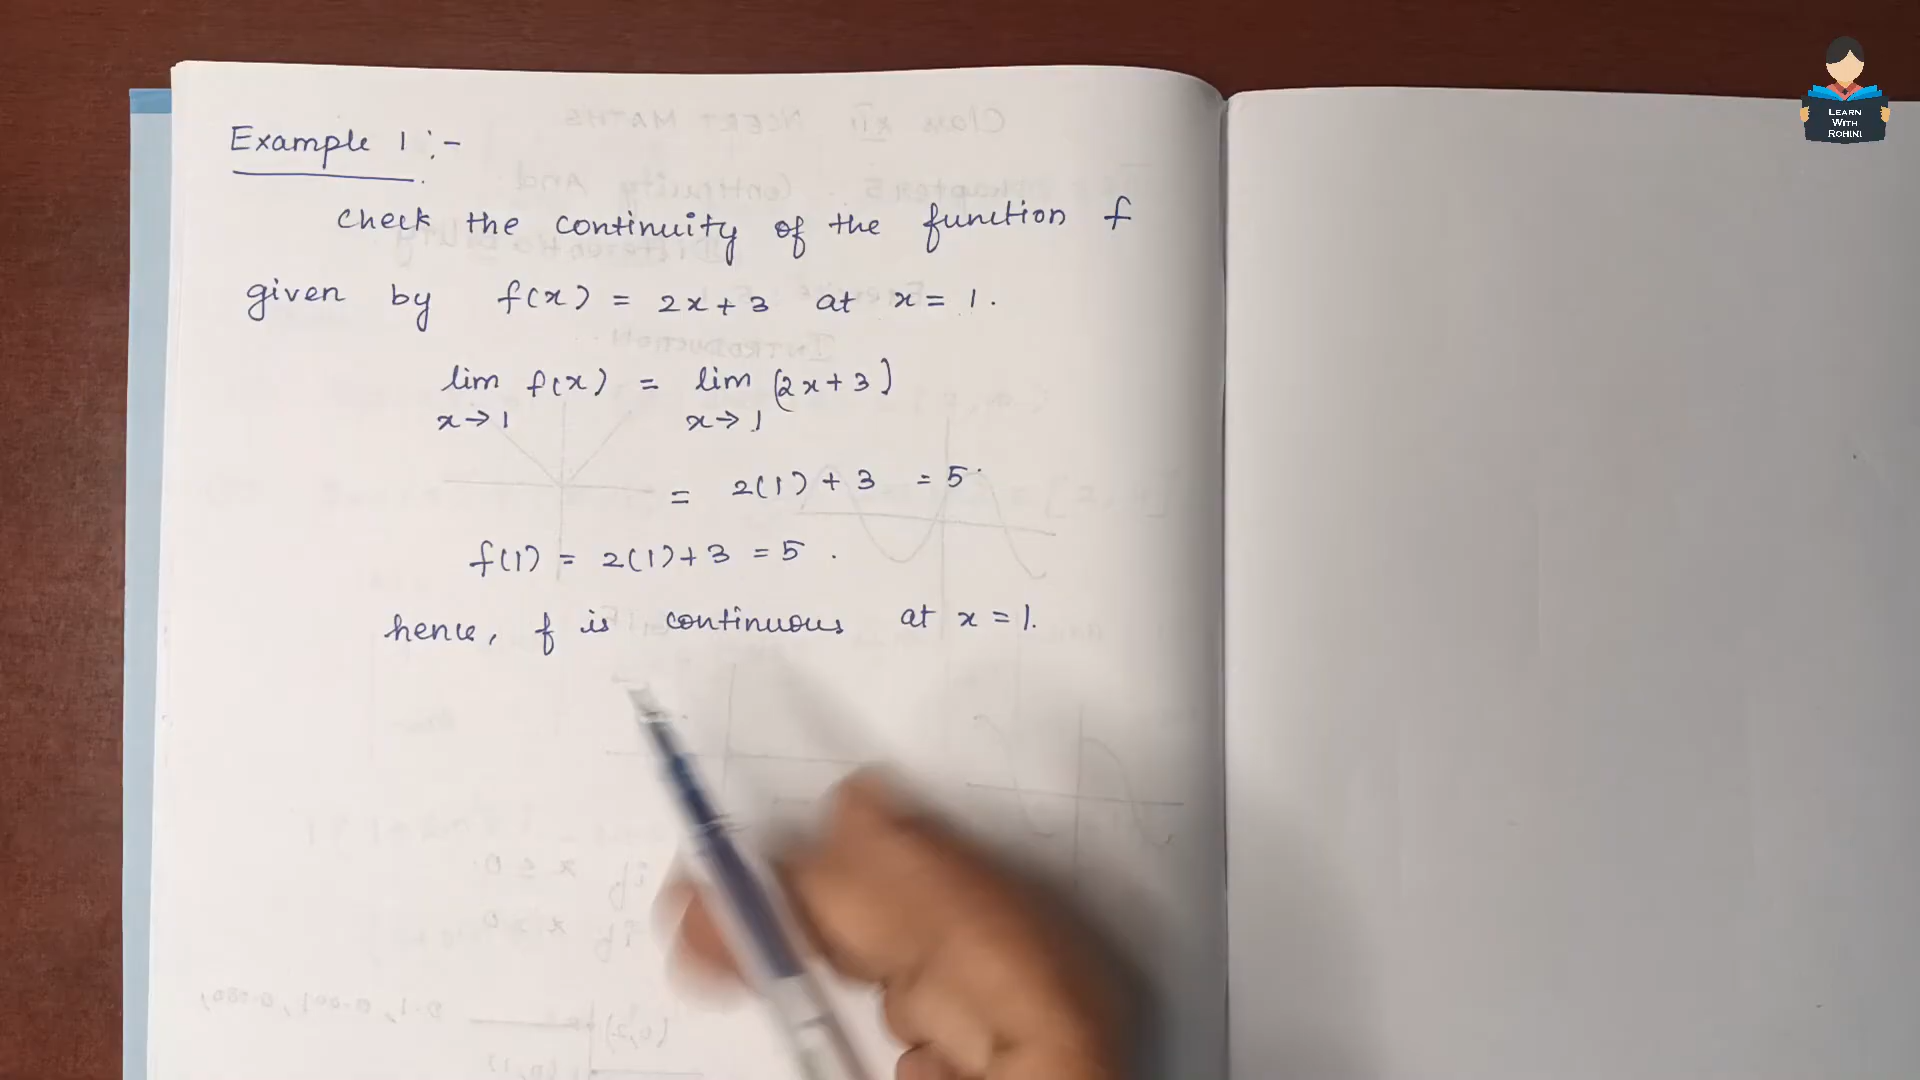 Example 1 :-
check the continuity of the function f
given by f(x) = 2x+3 at x = 1.
lim f(x) = lim (2x+3)
x→1 x→1
= 2(1) + 3 = 5
f(1) = 2(1)+3 = 5 .
hence, f is continuous at x = 1.
LEARN
WITH
ROHINI